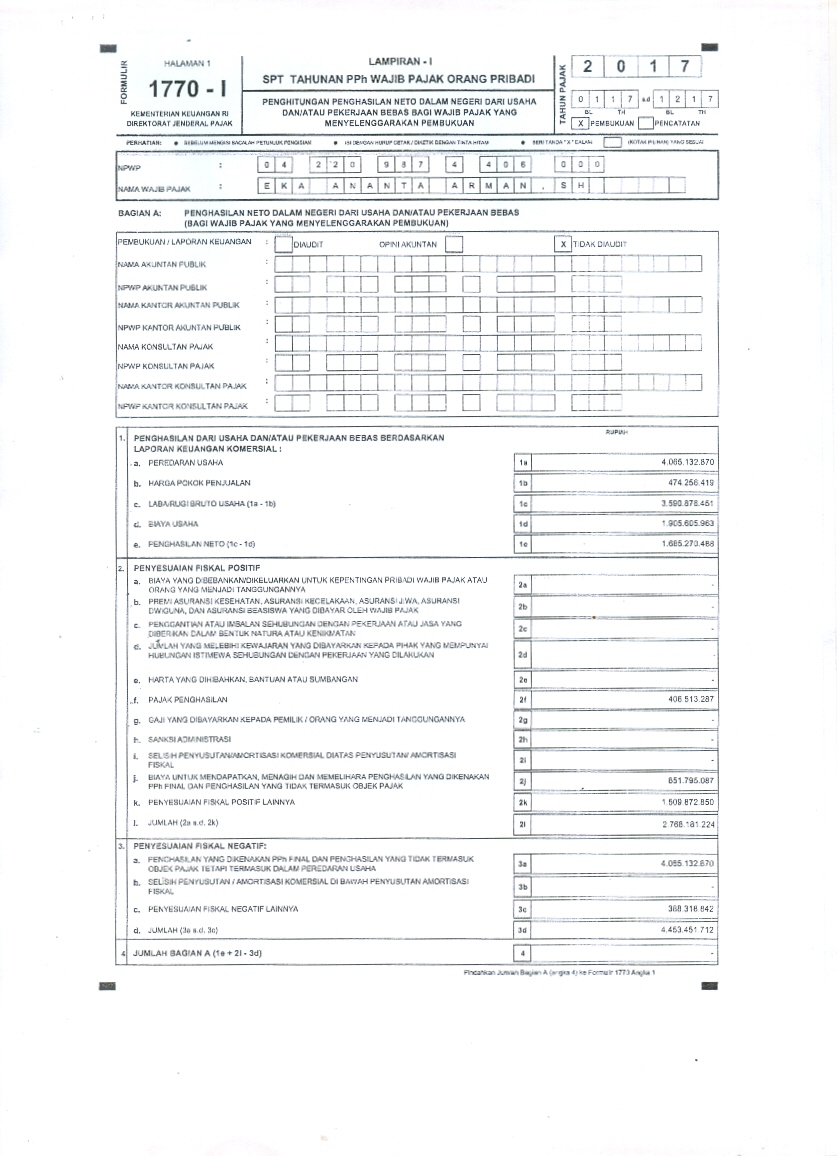 FORMULIR
HALAMAN 1
1770 - I
KEMENTERIAN KEUANGAN RI
DIREKTORAT JENDERAL PAJAK
LAMPIRAN - I
SPT TAHUNAN PPh WAJIB PAJAK ORANG PRIBADI
PENGHITUNGAN PENGHASILAN NETO DALAM NEGERI DARI USAHA
DAN/ATAU PEKERJAAN BEBAS BAGI WAJIB PAJAK YANG
MENYELENGGARAKAN PEMBUKUAN
TAHUN PAJAK
2 0 1 7
0 1 1 7 s.d 1 2 1 7
BL TH BL TH
X PEMBUKUAN PENCATATAN
PERHATIAN: • SEBELUM MENGISI BACALAH PETUNJUK PENGISIAN • ISI DENGAN HURUF CETAK / DIKETIK DENGAN TINTA HITAM • BERI TANDA "X" DALAM (KOTAK PILIHAN) YANG SESUAI
NPWP : 0 4 2 2 0 9 8 7 4 4 0 6 0 0 0
NAMA WAJIB PAJAK : E K A A N A N T A A R M A N , S H
BAGIAN A: PENGHASILAN NETO DALAM NEGERI DARI USAHA DAN/ATAU PEKERJAAN BEBAS
(BAGI WAJIB PAJAK YANG MENYELENGGARAKAN PEMBUKUAN)
PEMBUKUAN / LAPORAN KEUANGAN : DIAUDIT OPINI AKUNTAN X TIDAK DIAUDIT
NAMA AKUNTAN PUBLIK :
NPWP AKUNTAN PUBLIK :
NAMA KANTOR AKUNTAN PUBLIK :
NPWP KANTOR AKUNTAN PUBLIK :
NAMA KONSULTAN PAJAK :
NPWP KONSULTAN PAJAK :
NAMA KANTOR KONSULTAN PAJAK :
NPWP KANTOR KONSULTAN PAJAK :
RUPIAH
1. PENGHASILAN DARI USAHA DAN/ATAU PEKERJAAN BEBAS BERDASARKAN
LAPORAN KEUANGAN KOMERSIAL :
a. PEREDARAN USAHA 1a 4.065.132.870
b. HARGA POKOK PENJUALAN 1b 474.256.419
c. LABA/RUGI BRUTO USAHA (1a - 1b) 1c 3.590.876.451
d. BIAYA USAHA 1d 1.905.605.963
e. PENGHASILAN NETO (1c - 1d) 1e 1.685.270.488
2. PENYESUAIAN FISKAL POSITIF
a. BIAYA YANG DIBEBANKAN/DIKELUARKAN UNTUK KEPENTINGAN PRIBADI WAJIB PAJAK ATAU
ORANG YANG MENJADI TANGGUNGANNYA 2a -
b. PREMI ASURANSI KESEHATAN, ASURANSI KECELAKAAN, ASURANSI JIWA, ASURANSI
DWIGUNA, DAN ASURANSI BEASISWA YANG DIBAYAR OLEH WAJIB PAJAK 2b -
c. PENGGANTIAN ATAU IMBALAN SEHUBUNGAN DENGAN PEKERJAAN ATAU JASA YANG
DIBERIKAN DALAM BENTUK NATURA ATAU KENIKMATAN 2c -
d. JUMLAH YANG MELEBIHI KEWAJARAN YANG DIBAYARKAN KEPADA PIHAK YANG MEMPUNYAI
HUBUNGAN ISTIMEWA SEHUBUNGAN DENGAN PEKERJAAN YANG DILAKUKAN 2d -
e. HARTA YANG DIHIBAHKAN, BANTUAN ATAU SUMBANGAN 2e -
f. PAJAK PENGHASILAN 2f 406.513.287
g. GAJI YANG DIBAYARKAN KEPADA PEMILIK / ORANG YANG MENJADI TANGGUNGANNYA 2g -
h. SANKSI ADMINISTRASI 2h -
i. SELISIH PENYUSUTAN/AMORTISASI KOMERSIAL DIATAS PENYUSUTAN/ AMORTISASI
FISKAL 2i -
j. BIAYA UNTUK MENDAPATKAN, MENAGIH DAN MEMELIHARA PENGHASILAN YANG DIKENAKAN
PPh FINAL DAN PENGHASILAN YANG TIDAK TERMASUK OBJEK PAJAK 2j 851.795.087
k. PENYESUAIAN FISKAL POSITIF LAINNYA 2k 1.509.872.850
l. JUMLAH (2a s.d. 2k) 2l 2.768.181.224
3. PENYESUAIAN FISKAL NEGATIF:
a. PENGHASILAN YANG DIKENAKAN PPh FINAL DAN PENGHASILAN YANG TIDAK TERMASUK
OBJEK PAJAK TETAPI TERMASUK DALAM PEREDARAN USAHA 3a 4.065.132.870
b. SELISIH PENYUSUTAN / AMORTISASI KOMERSIAL DI BAWAH PENYUSUTAN AMORTISASI
FISKAL 3b -
c. PENYESUAIAN FISKAL NEGATIF LAINNYA 3c 388.318.842
d. JUMLAH (3a s.d. 3c) 3d 4.453.451.712
4 JUMLAH BAGIAN A (1e + 2l - 3d) 4 -
Pindahkan Jumlah Bagian A (angka 4) ke Formulir 1770 Angka 1